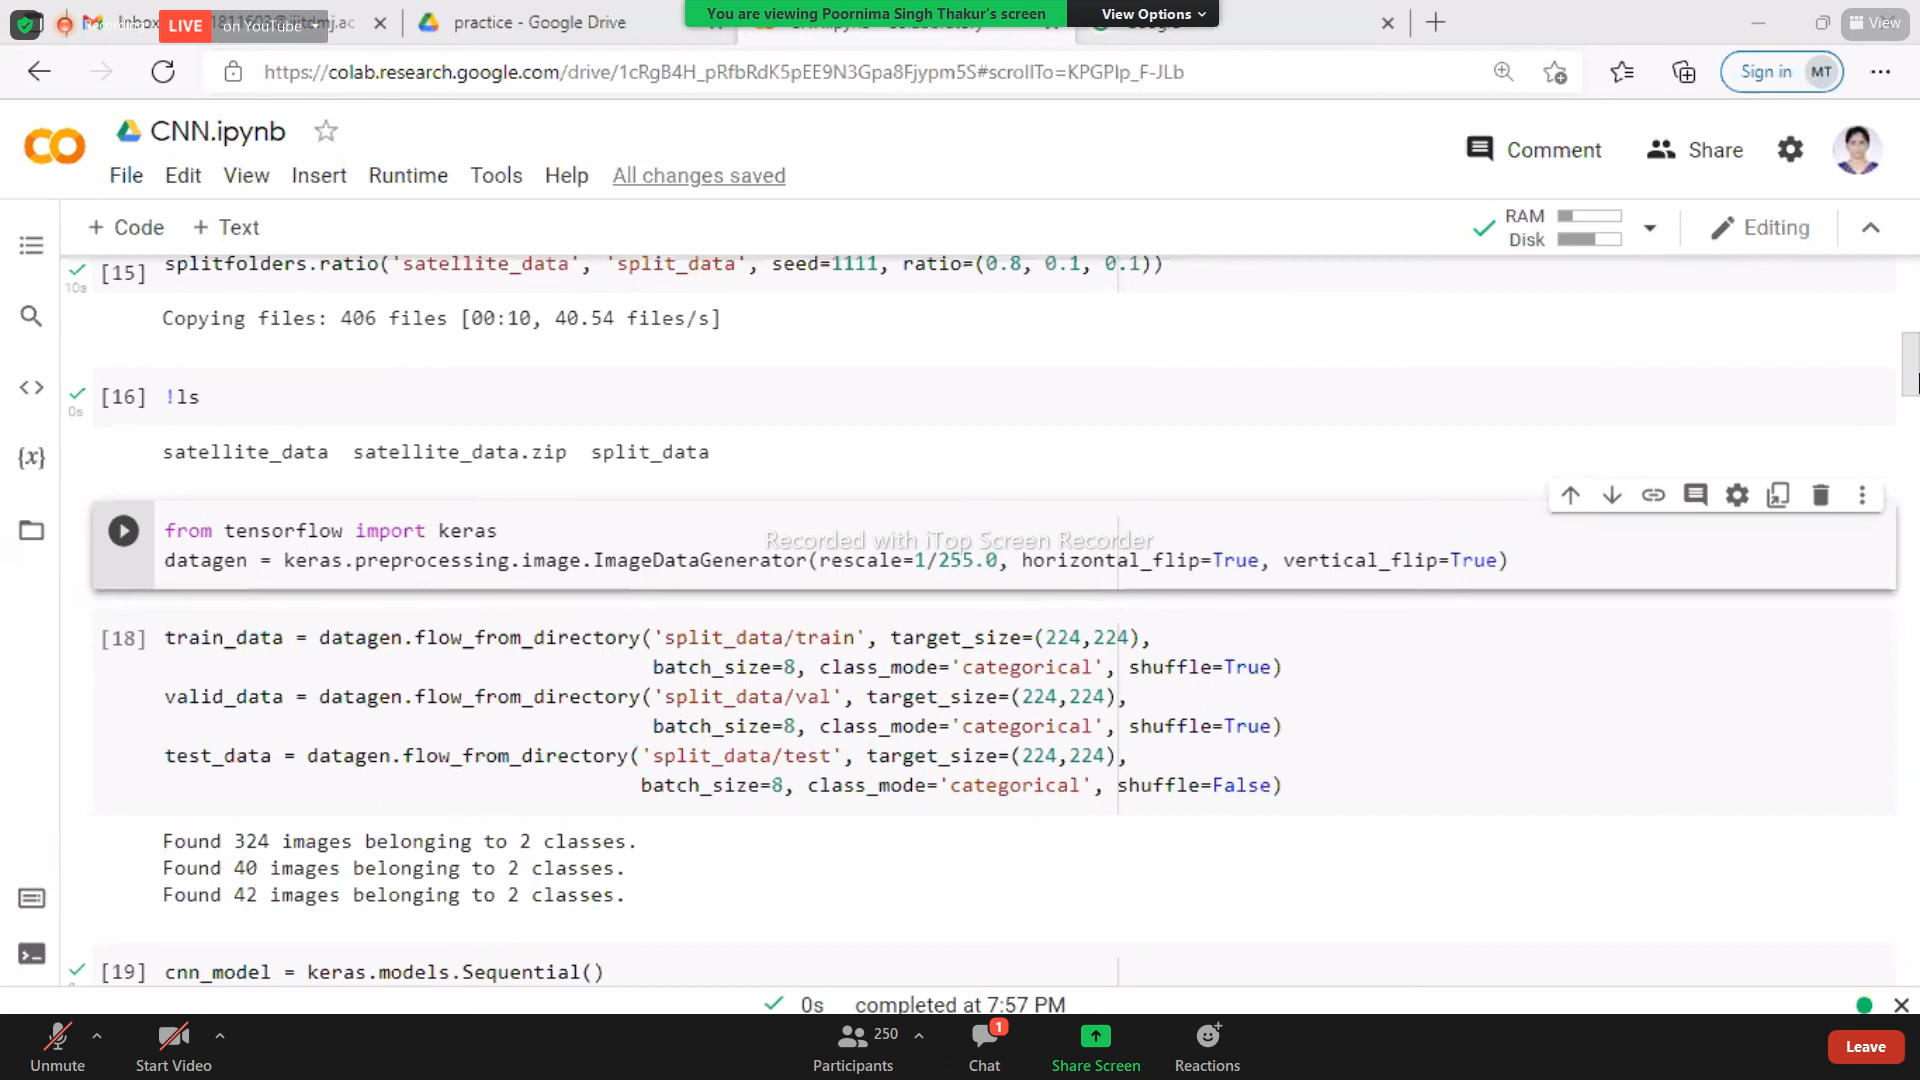 LIVE on YouTube
You are viewing Poornima Singh Thakur's screen View Options
practice - Google Drive
View
https://colab.research.google.com/drive/1cRgB4H_pRfbRdK5pEE9N3Gpa8Fjypm5S#scrollTo=KPGPIp_F-JLb
Sign in MT
CNN.ipynb
Comment Share
File Edit View Insert Runtime Tools Help All changes saved
+ Code + Text
RAM
Disk
Editing
[15] splitfolders.ratio('satellite_data', 'split_data', seed=1111, ratio=(0.8, 0.1, 0.1))
10s
Copying files: 406 files [00:10, 40.54 files/s]
[16] !ls
0s
satellite_data satellite_data.zip split_data
from tensorflow import keras
Recorded with iTop Screen Recorder
datagen = keras.preprocessing.image.ImageDataGenerator(rescale=1/255.0, horizontal_flip=True, vertical_flip=True)
[18] train_data = datagen.flow_from_directory('split_data/train', target_size=(224,224),
batch_size=8, class_mode='categorical', shuffle=True)
valid_data = datagen.flow_from_directory('split_data/val', target_size=(224,224),
batch_size=8, class_mode='categorical', shuffle=True)
test_data = datagen.flow_from_directory('split_data/test', target_size=(224,224),
batch_size=8, class_mode='categorical', shuffle=False)
Found 324 images belonging to 2 classes.
Found 40 images belonging to 2 classes.
Found 42 images belonging to 2 classes.
[19] cnn_model = keras.models.Sequential()
0s completed at 7:57 PM
250
1
Unmute Start Video Participants Chat Share Screen Reactions
Leave